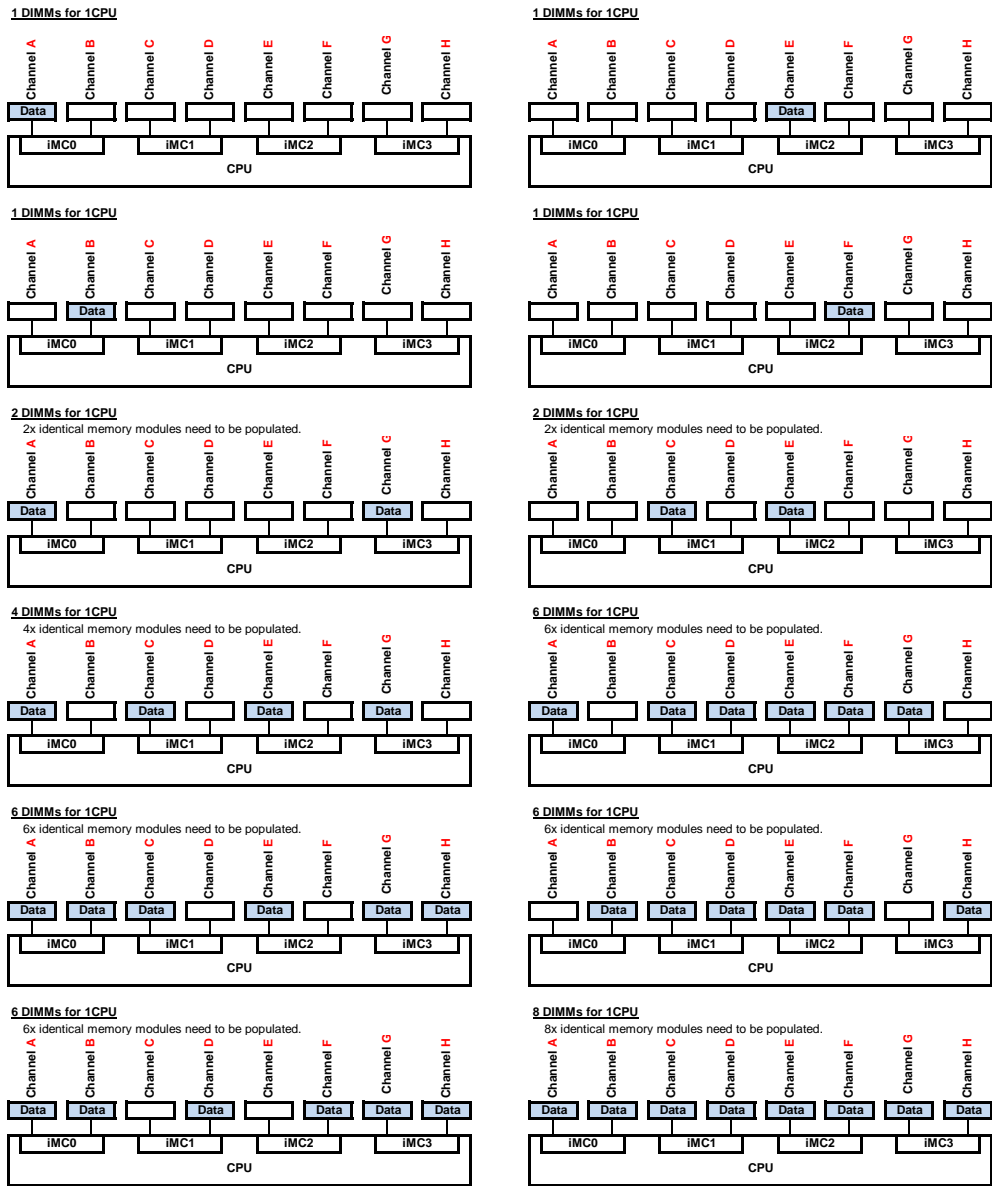 1 DIMMs for 1CPU
Channel A Channel B Channel C Channel D Channel E Channel F Channel G Channel H
Data
iMC0 iMC1 iMC2 iMC3
CPU
1 DIMMs for 1CPU
Channel A Channel B Channel C Channel D Channel E Channel F Channel G Channel H
Data
iMC0 iMC1 iMC2 iMC3
CPU
1 DIMMs for 1CPU
Channel A Channel B Channel C Channel D Channel E Channel F Channel G Channel H
Data
iMC0 iMC1 iMC2 iMC3
CPU
1 DIMMs for 1CPU
Channel A Channel B Channel C Channel D Channel E Channel F Channel G Channel H
Data
iMC0 iMC1 iMC2 iMC3
CPU
2 DIMMs for 1CPU
2x identical memory modules need to be populated.
Channel A Channel B Channel C Channel D Channel E Channel F Channel G Channel H
Data Data
iMC0 iMC1 iMC2 iMC3
CPU
2 DIMMs for 1CPU
2x identical memory modules need to be populated.
Channel A Channel B Channel C Channel D Channel E Channel F Channel G Channel H
Data Data
iMC0 iMC1 iMC2 iMC3
CPU
4 DIMMs for 1CPU
4x identical memory modules need to be populated.
Channel A Channel B Channel C Channel D Channel E Channel F Channel G Channel H
Data Data Data Data
iMC0 iMC1 iMC2 iMC3
CPU
6 DIMMs for 1CPU
6x identical memory modules need to be populated.
Channel A Channel B Channel C Channel D Channel E Channel F Channel G Channel H
Data Data Data Data Data Data
iMC0 iMC1 iMC2 iMC3
CPU
6 DIMMs for 1CPU
6x identical memory modules need to be populated.
Channel A Channel B Channel C Channel D Channel E Channel F Channel G Channel H
Data Data Data Data Data Data
iMC0 iMC1 iMC2 iMC3
CPU
6 DIMMs for 1CPU
6x identical memory modules need to be populated.
Channel A Channel B Channel C Channel D Channel E Channel F Channel G Channel H
Data Data Data Data Data Data
iMC0 iMC1 iMC2 iMC3
CPU
6 DIMMs for 1CPU
6x identical memory modules need to be populated.
Channel A Channel B Channel C Channel D Channel E Channel F Channel G Channel H
Data Data Data Data Data Data
iMC0 iMC1 iMC2 iMC3
CPU
8 DIMMs for 1CPU
8x identical memory modules need to be populated.
Channel A Channel B Channel C Channel D Channel E Channel F Channel G Channel H
Data Data Data Data Data Data Data Data
iMC0 iMC1 iMC2 iMC3
CPU